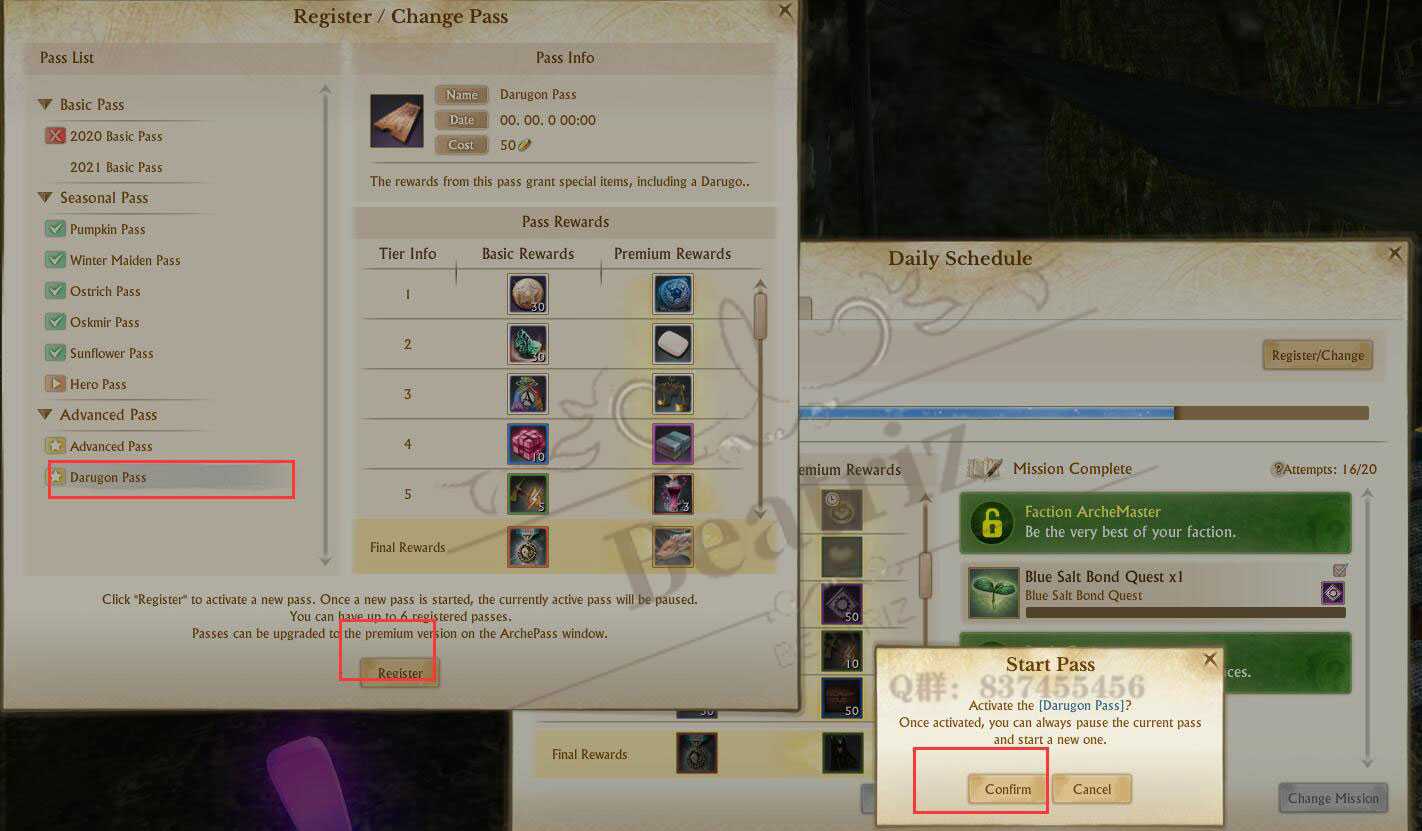 Register / Change Pass
Pass List
Basic Pass
2020 Basic Pass
2021 Basic Pass
Seasonal Pass
Pumpkin Pass
Winter Maiden Pass
Ostrich Pass
Oskmir Pass
Sunflower Pass
Hero Pass
Advanced Pass
Advanced Pass
Darugon Pass
Pass Info
Name Darugon Pass
Date 00. 00. 0 00:00
Cost 50
The rewards from this pass grant special items, including a Darugo..
Pass Rewards
Tier Info Basic Rewards Premium Rewards
1 30
2 30
3
4 10
5 5 3
Final Rewards
Click "Register" to activate a new pass. Once a new pass is started, the currently active pass will be paused.
You can have up to 6 registered passes.
Passes can be upgraded to the premium version on the ArchePass window.
Register
Daily Schedule
Register/Change
emium Rewards
50
10
50 50
Final Rewards
Mission Complete
Attempts: 16/20
Faction ArcheMaster
Be the very best of your faction.
Blue Salt Bond Quest x1
Blue Salt Bond Quest
ces.
Change Mission
Start Pass
Q群：837455456
Activate the [Darugon Pass]?
Once activated, you can always pause the current pass
and start a new one.
Confirm Cancel
Beatriz
BEATRIZ